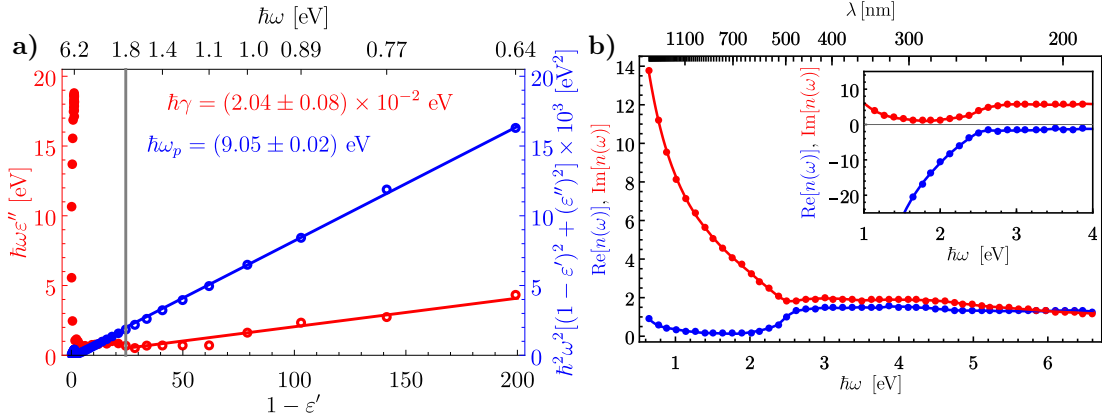 a)
ħω [eV]
6.2 1.8 1.4 1.1 1.0 0.89 0.77 0.64
ħωε″ [eV]
20
15
10
5
0
ħγ = (2.04 ± 0.08) × 10⁻² eV
ħωₚ = (9.05 ± 0.02) eV
20
15
10
5
0
ħ²ω²[(1 − ε′)² + (ε″)²] × 10³ [eV²]
0 50 100 150 200
1 − ε′
b)
λ [nm]
1100 700 500 400 300 200
Re[n(ω)], Im[n(ω)]
14
12
10
8
6
4
2
0
1 2 3 4 5 6
ħω [eV]
Re[n(ω)], Im[n(ω)]
10
0
−10
−20
1 2 3 4
ħω [eV]